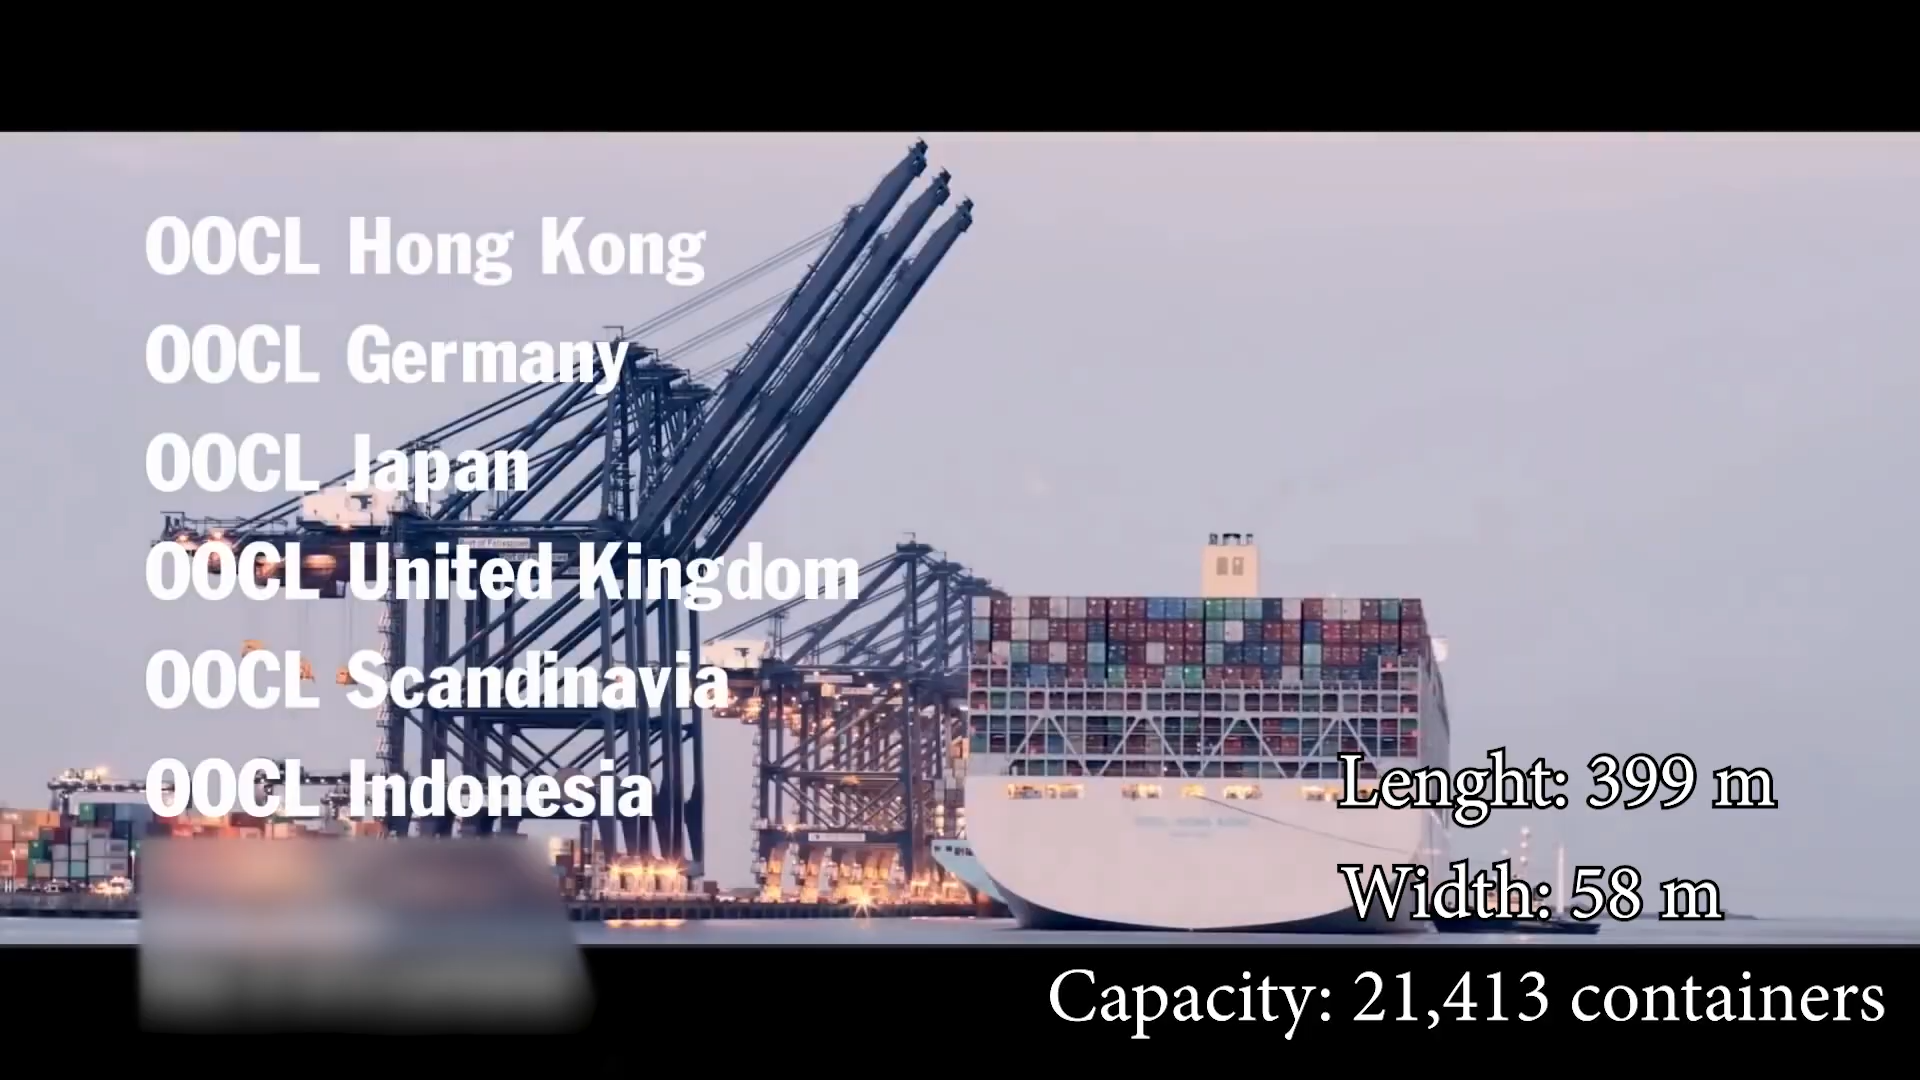 OOCL Hong Kong
OOCL Germany
OOCL Japan
OOCL United Kingdom
OOCL Scandinavia
OOCL Indonesia
Lenght: 399 m
Width: 58 m
Capacity: 21,413 containers